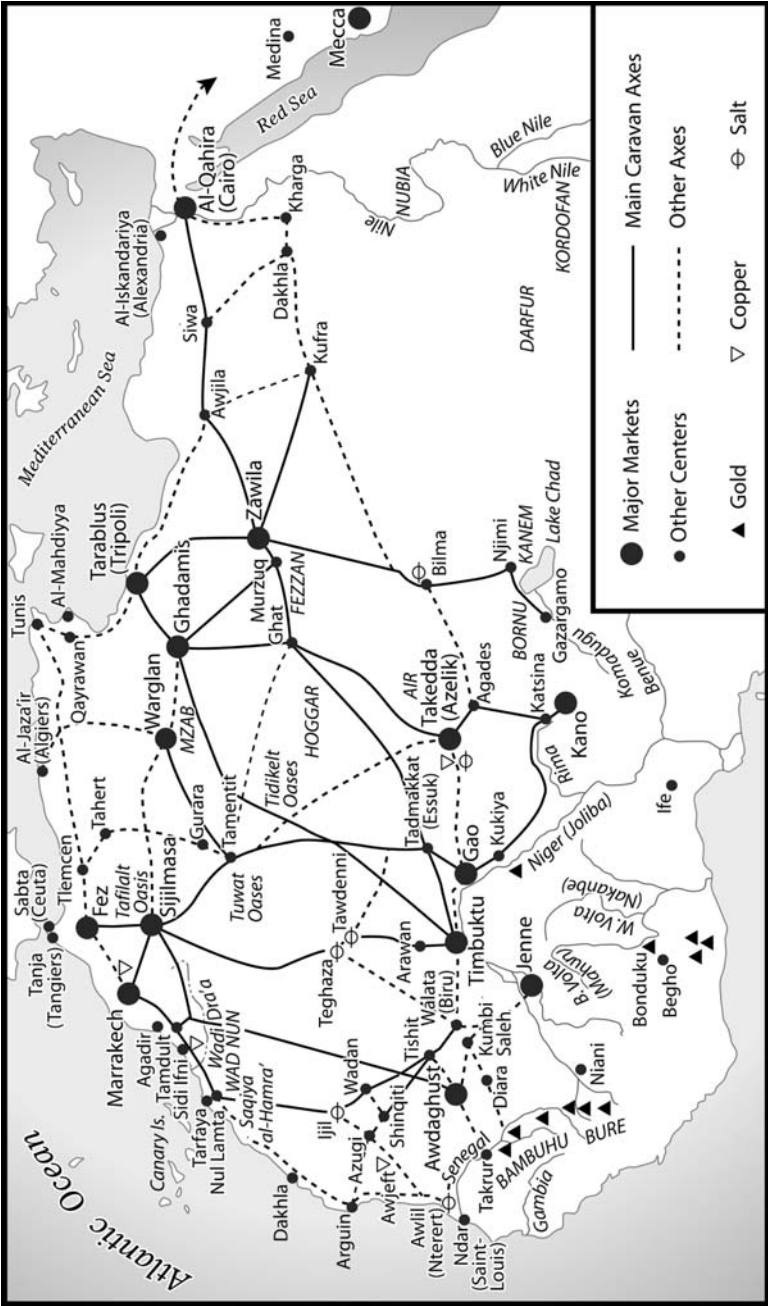 Atlantic Ocean
Canary Is.
Tanja
(Tangiers)
Sabta
(Ceuta)
Tlemcen
Al-Jaza'ir
(Algiers)
Tunis
Al-Mahdiyya
Qayrawan
Mediterranean Sea
Tarablus
(Tripoli)
Al-Iskandariya
(Alexandria)
Al-Qahira
(Cairo)
Red Sea
Medina
Mecca
Marrakech
Fez
Tahert
Tafilalt
Oasis
Sijilmasa
Warglan
MZAB
Ghadamis
Zawila
Awjila
Siwa
Dakhla
Kharga
Kufra
Nile
NUBIA
Blue Nile
White Nile
KORDOFAN
DARFUR
Agadir
Tamdult
Sidi Ifni
Wadi Dra'a
WAD NUN
Tarfaya
Nul Lamta
Saqiya
al-Hamra'
Gurara
Tamentit
Tuwat
Oases
Tidikelt
Oases
HOGGAR
Murzuq
FEZZAN
Ghat
Dakhla
Arguin
Azugi
Awjeft
Awlil
(Nterert)
Ndar
(Saint-
Louis)
Ijil
Wadan
Shinqiti
Tishit
Awdaghust
Teghaza
Tawdenni
Arawan
Walata
(Biru)
Timbuktu
Kumbi
Saleh
Diara
Senegal
Takrur
BAMBUHU
Gambia
BURE
Niani
Jenne
Tadmakkat
(Essuk)
Gao
Kukiya
Niger (Joliba)
Takedda
(Azelik)
AIR
Agades
Katsina
Kano
Rima
Bilma
Njimi
KANEM
Lake Chad
BORNU
Gazargamo
Komadugu
Benue
Ife
B. Volta
(Mahun)
W. Volta
(Nakanbe)
Bonduku
Begho
Major Markets
Main Caravan Axes
Other Centers
Other Axes
Gold
Copper
Salt